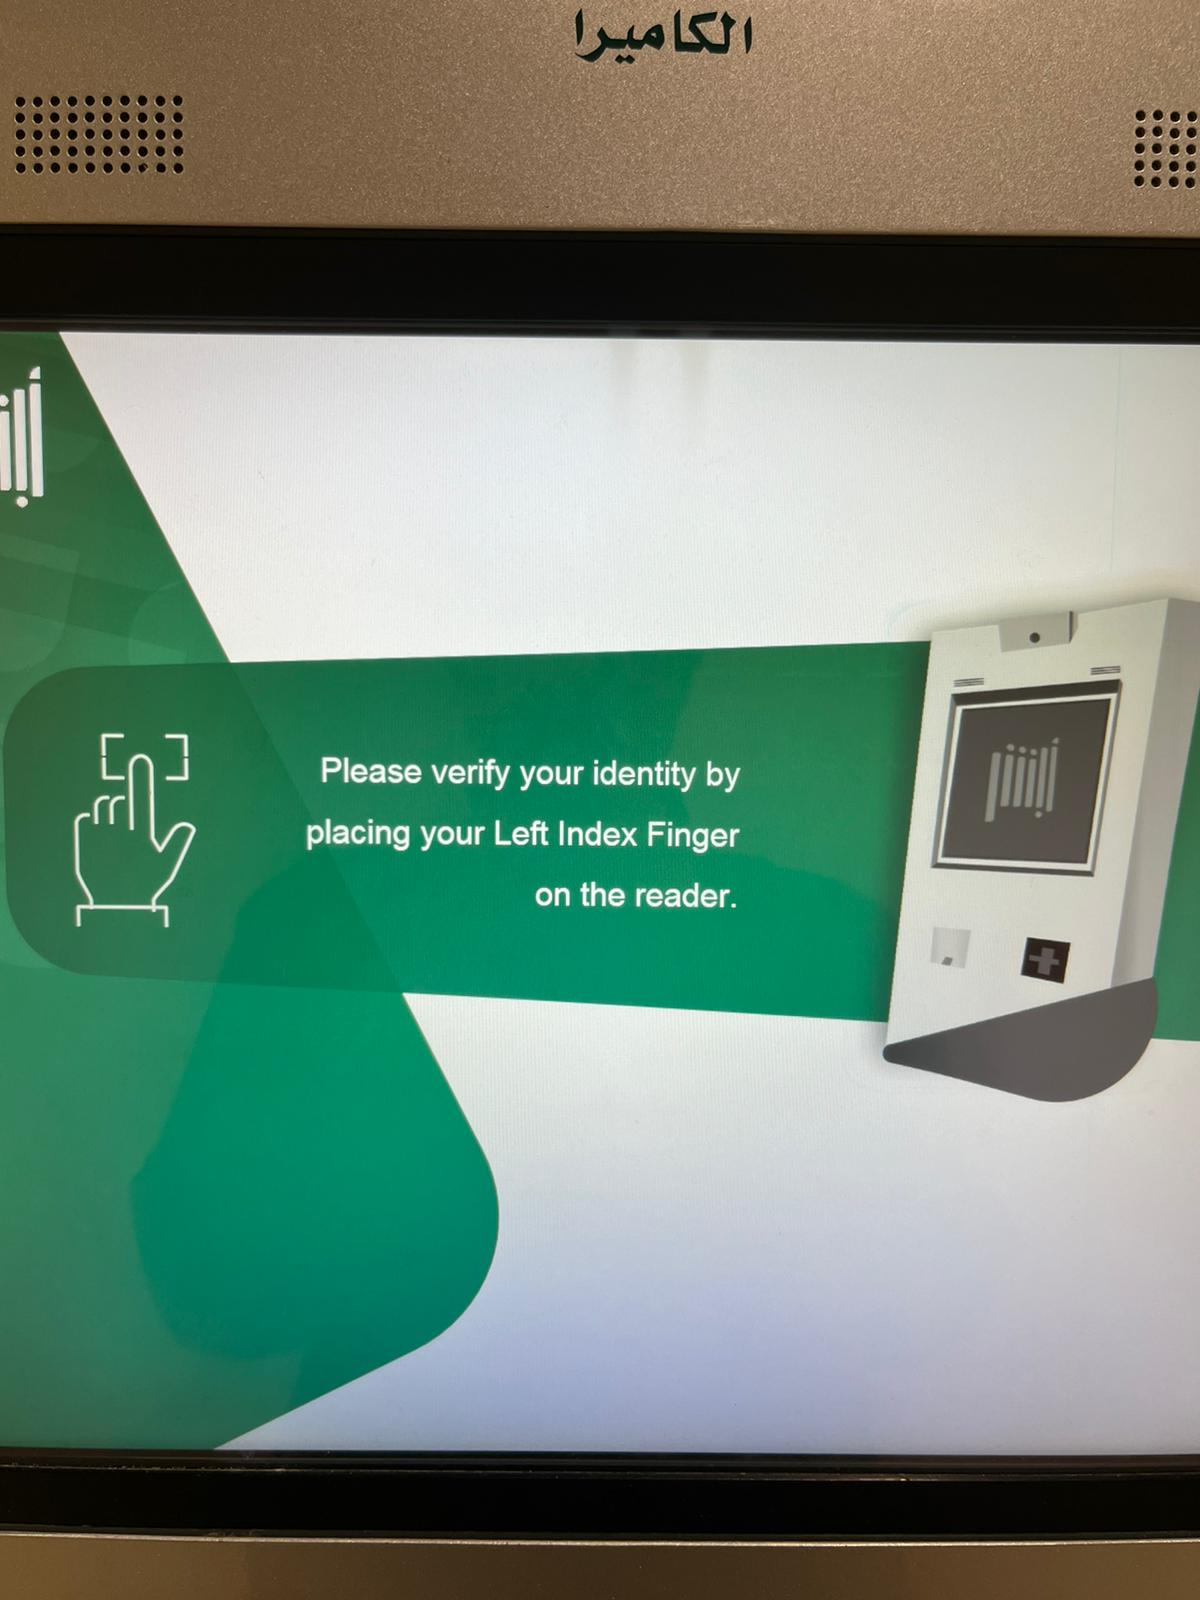 الكاميرا
Please verify your identity by
placing your Left Index Finger
on the reader.